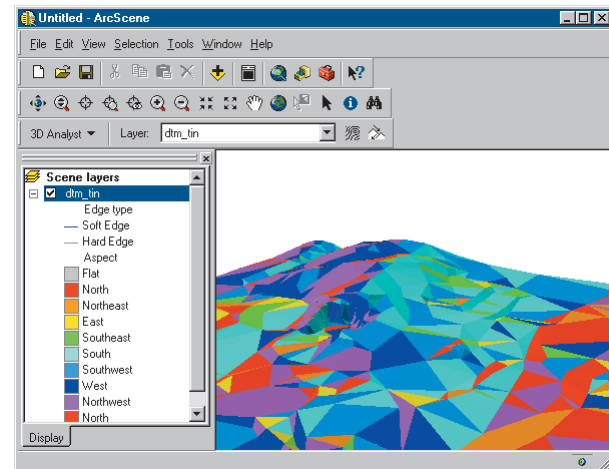 Untitled - ArcScene
File Edit View Selection Tools Window Help
3D Analyst Layer: dtm_tin
Scene layers
dtm_tin
Edge type
Soft Edge
Hard Edge
Aspect
Flat
North
Northeast
East
Southeast
South
Southwest
West
Northwest
North
Display